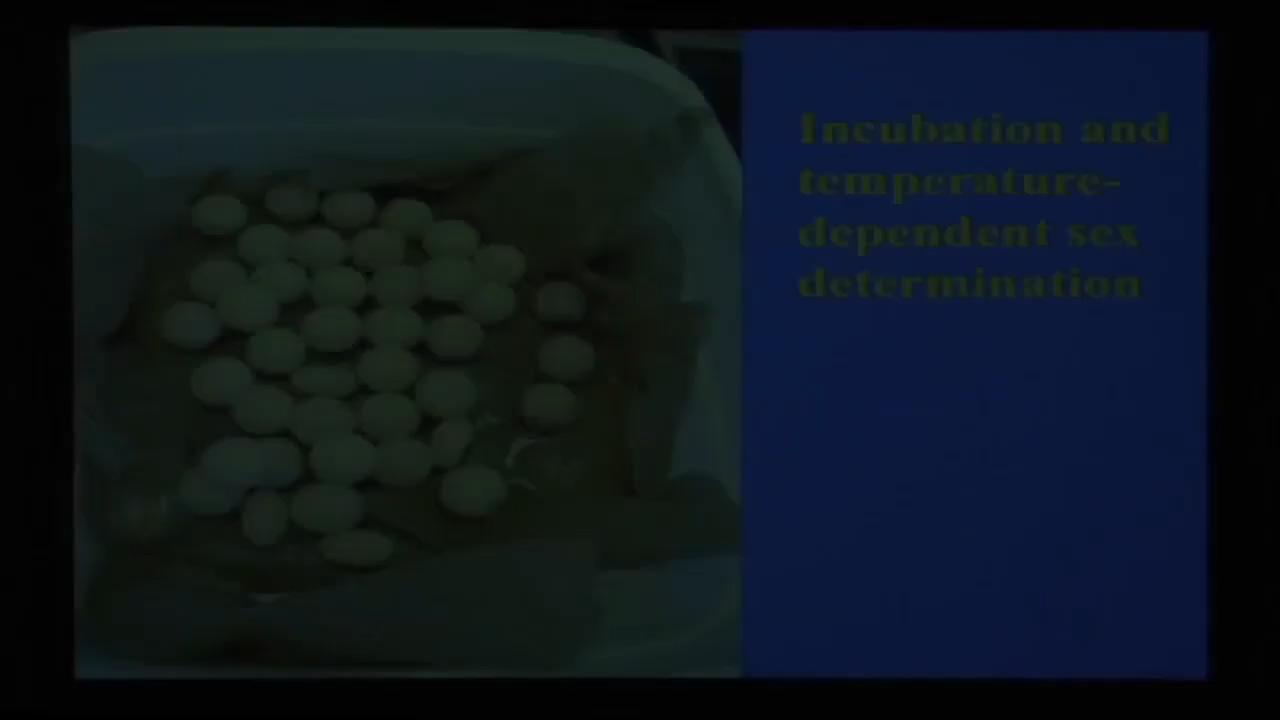 Incubation and
temperature-
dependent sex
determination